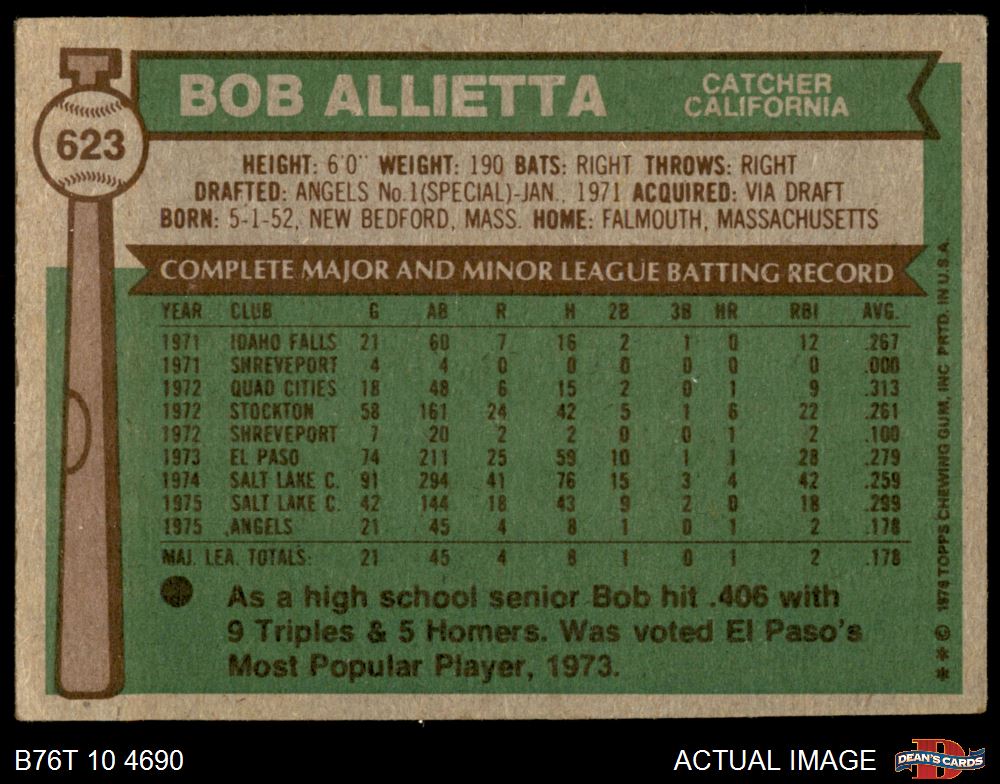 BOB ALLIETTA
CATCHER
CALIFORNIA
623
HEIGHT: 6'0" WEIGHT: 190 BATS: RIGHT THROWS: RIGHT
DRAFTED: ANGELS No.1(SPECIAL)-JAN., 1971 ACQUIRED: VIA DRAFT
BORN: 5-1-52, NEW BEDFORD, MASS. HOME: FALMOUTH, MASSACHUSETTS
COMPLETE MAJOR AND MINOR LEAGUE BATTING RECORD
YEAR CLUB G AB R H 2B 3B HR RBI AVG.
1971 IDAHO FALLS 21 60 7 16 2 1 0 12 .267
1971 SHREVEPORT 4 4 0 0 0 0 0 0 .000
1972 QUAD CITIES 18 48 6 15 2 0 1 9 .313
1972 STOCKTON 58 161 24 42 5 1 6 22 .261
1972 SHREVEPORT 7 20 2 2 0 0 1 2 .100
1973 EL PASO 74 211 25 59 10 1 1 28 .279
1974 SALT LAKE C. 91 294 41 76 15 3 4 42 .259
1975 SALT LAKE C. 42 144 18 43 9 2 0 18 .299
1975 ANGELS 21 45 4 8 1 0 1 2 .178
MAJ. LEA. TOTALS: 21 45 4 8 1 0 1 2 .178
As a high school senior Bob hit .406 with
9 Triples & 5 Homers. Was voted El Paso's
Most Popular Player, 1973.
** © 1976 TOPPS CHEWING GUM, INC PRTD. IN U.S.A.
B76T 10 4690
ACTUAL IMAGE
DEAN'S CARDS